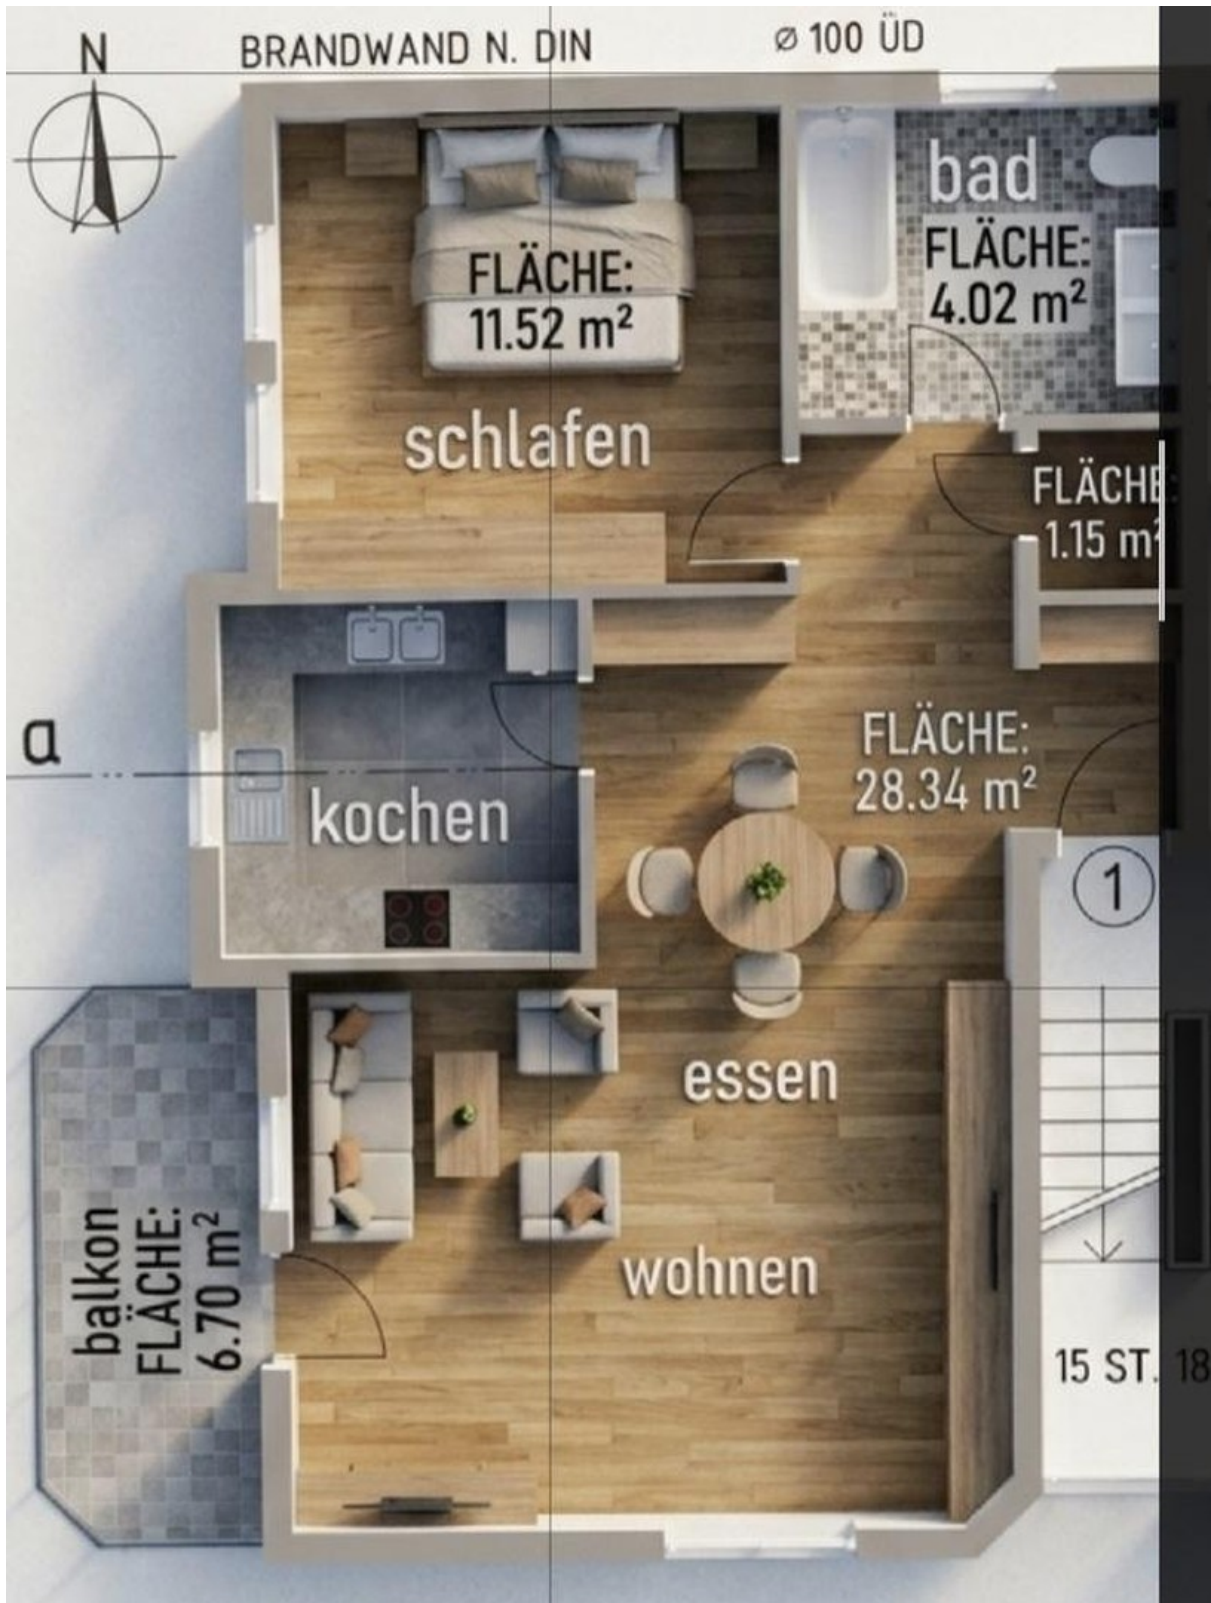 N
BRANDWAND N. DIN
⌀ 100 ÜD
bad
FLÄCHE:
4.02 m²
FLÄCHE:
11.52 m²
schlafen
FLÄCHE:
1.15 m²
a
FLÄCHE:
28.34 m²
kochen
1
essen
balkon
FLÄCHE:
6.70 m²
wohnen
15 ST. 18